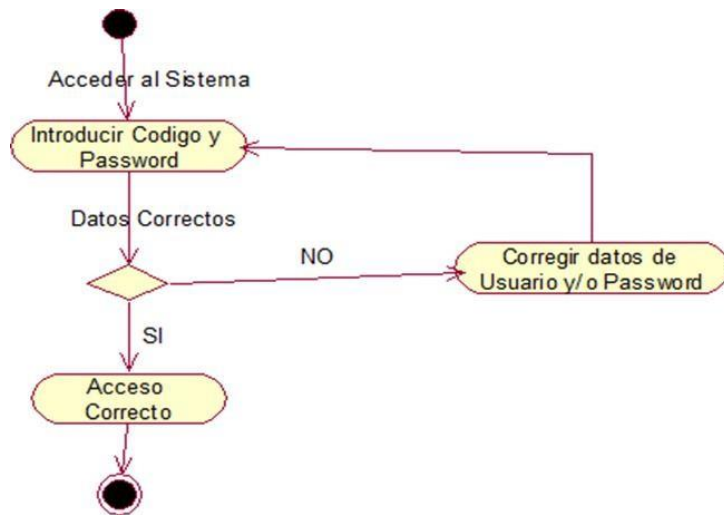 Acceder al Sistema
Introducir Codigo y
Password
Datos Correctos
NO
Corregir datos de
Usuario y/o Password
SI
Acceso
Correcto